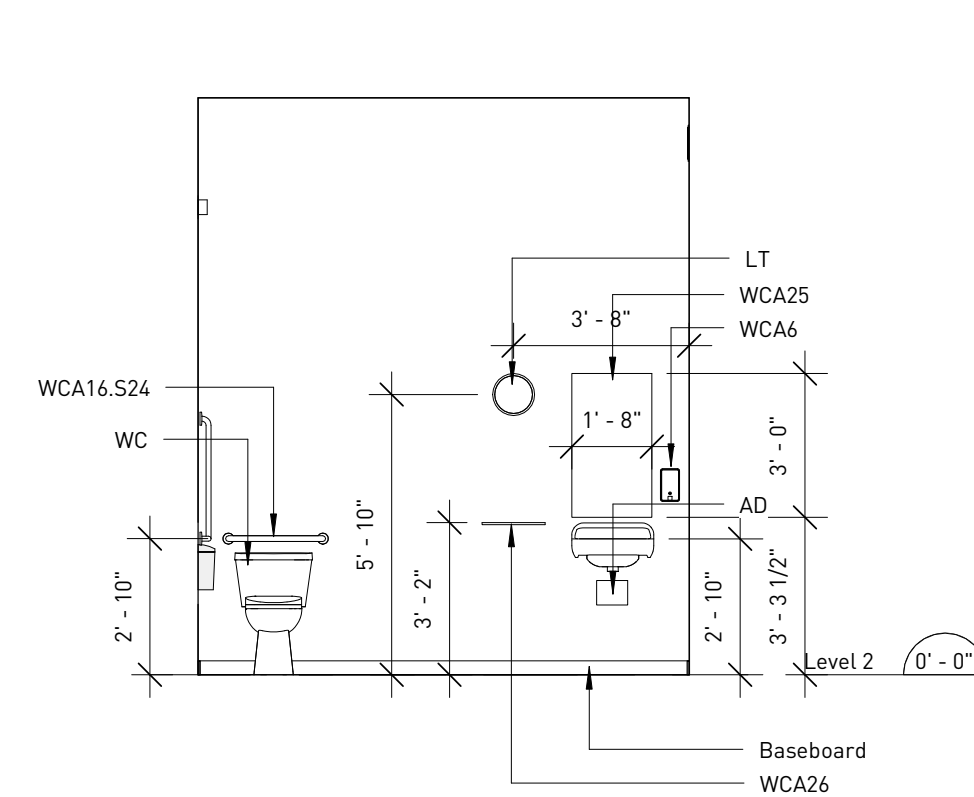 LT
WCA25
3' - 8"
WCA6
WCA16.S24
WC
1' - 8"
3' - 0"
AD
5' - 10"
3' - 2"
2' - 10"
2' - 10"
3' - 3 1/2"
Level 2
0' - 0"
Baseboard
WCA26